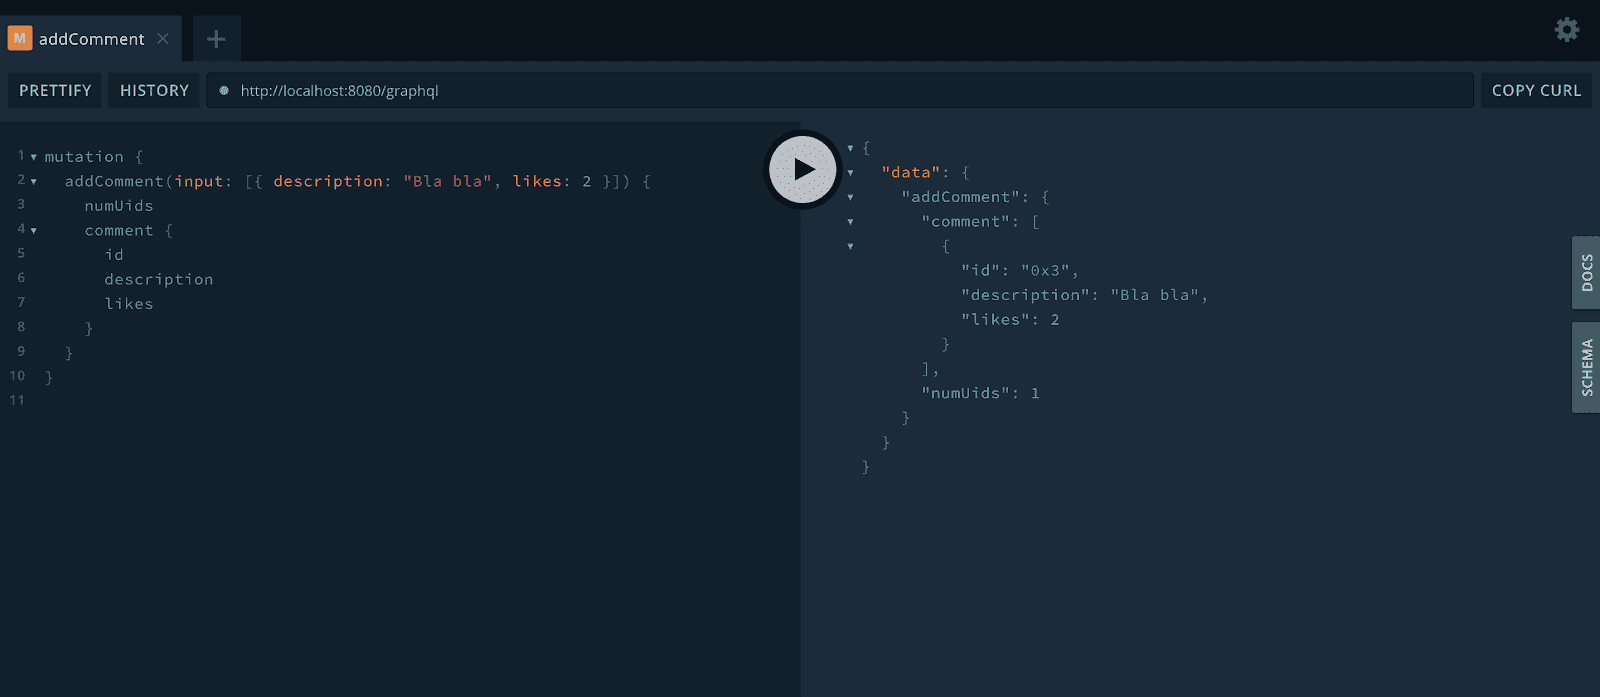 M addComment
PRETTIFY HISTORY http://localhost:8080/graphql COPY CURL
1 mutation {
2 addComment(input: [{ description: "Bla bla", likes: 2 }]) {
3 numUids
4 comment {
5 id
6 description
7 likes
8 }
9 }
10 }
11
{
"data": {
"addComment": {
"comment": [
{
"id": "0x3",
"description": "Bla bla",
"likes": 2
}
],
"numUids": 1
}
}
}
DOCS
SCHEMA